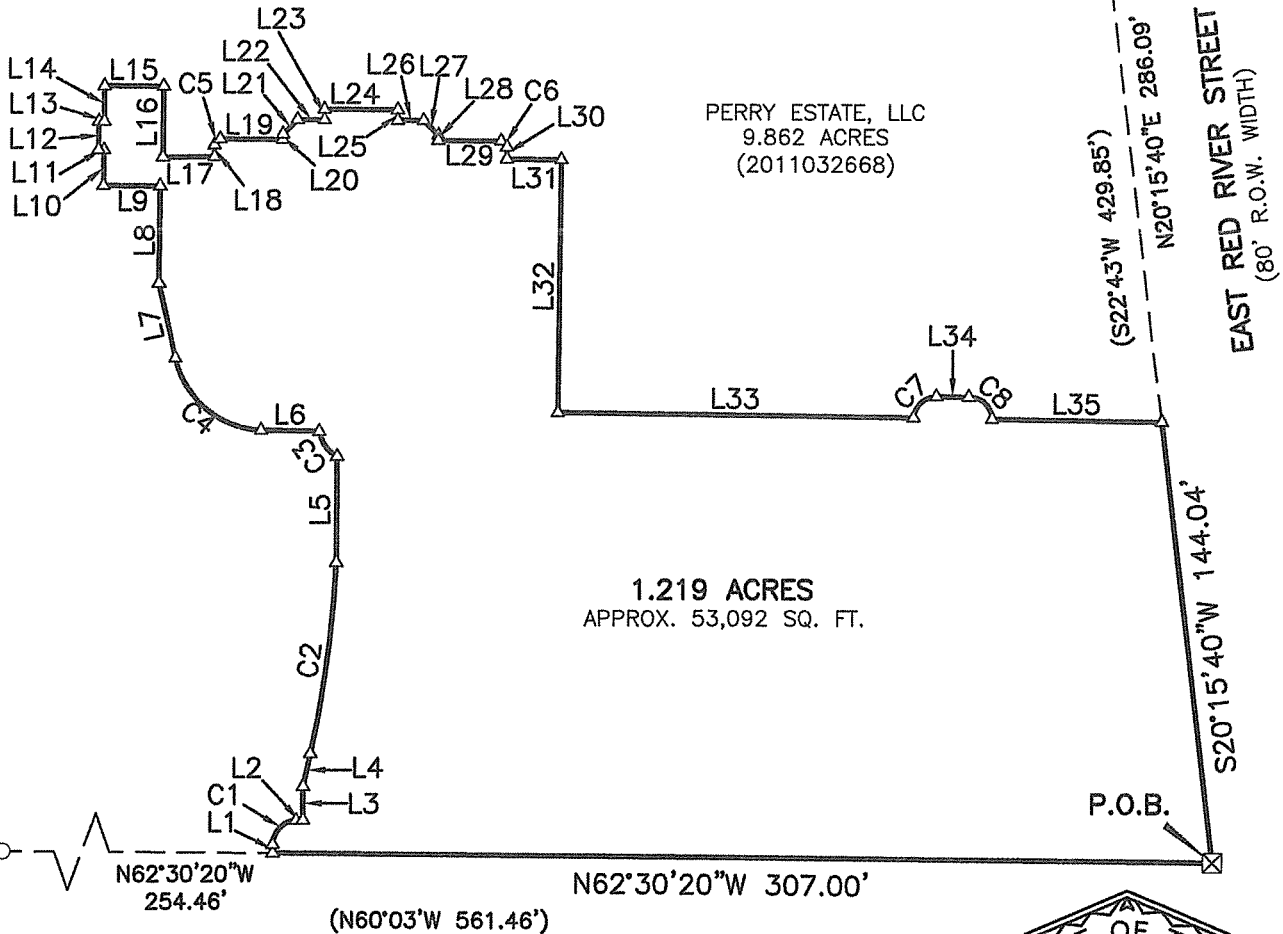 L23
L22
L21
L14
L15
C5
L24
L26
L27
L28
C6
L30
L13
L12
L16
L19
L25
L29
L11
L10
L17
L20
L31
L9
L18
L8
PERRY ESTATE, LLC
9.862 ACRES
(2011032668)
(S22°43'W 429.85')
N20°15'40"E 286.09'
EAST RED RIVER STREET
(80' R.O.W. WIDTH)
L32
L7
L34
C7
C8
L33
L35
C4
L6
C3
L5
1.219 ACRES
APPROX. 53,092 SQ. FT.
C2
S20°15'40"W 144.04'
L2
L4
C1
L3
L1
P.O.B.
N62°30'20"W
254.46'
N62°30'20"W 307.00'
(N60°03'W 561.46')
OF